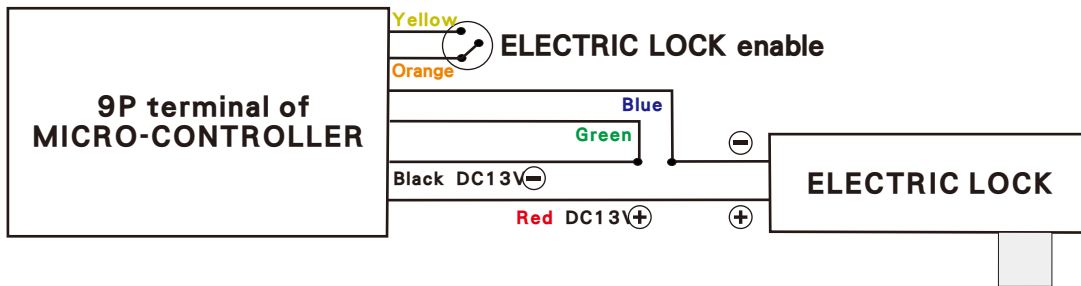 Yellow
ELECTRIC LOCK enable
Orange
9P terminal of
MICRO-CONTROLLER
Blue
Green
Black DC13V
ELECTRIC LOCK
Red DC13V